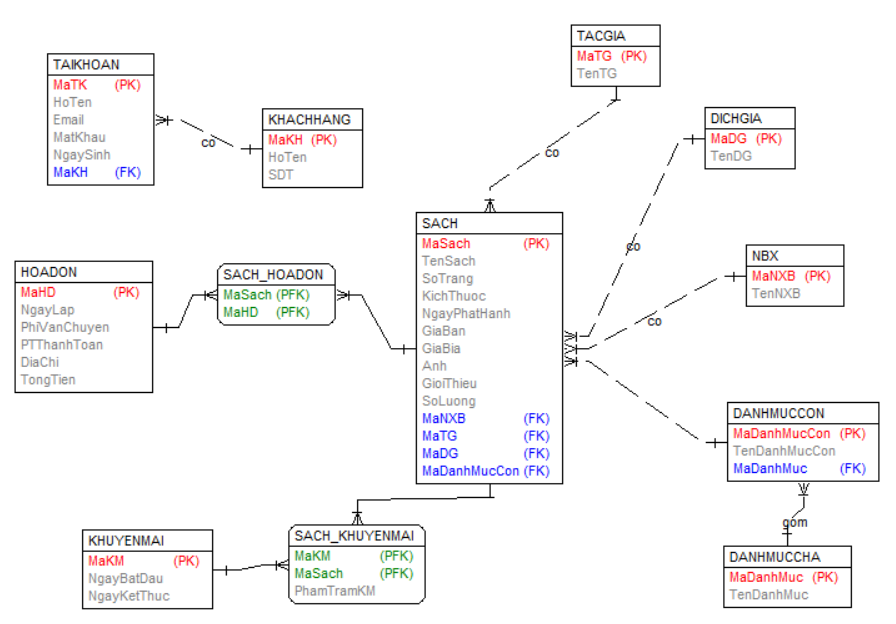 TACGIA
MaTG (PK)
TenTG
TAIKHOAN
MaTK (PK)
HoTen
Email
MatKhau
NgaySinh
MaKH (FK)
co
KHACHHANG
MaKH (PK)
HoTen
SDT
co
DICHGIA
MaDG (PK)
TenDG
co
NBX
MaNXB (PK)
TenNXB
co
SACH
MaSach (PK)
TenSach
SoTrang
KichThuoc
NgayPhatHanh
GiaBan
GiaBia
Anh
GioiThieu
SoLuong
MaNXB (FK)
MaTG (FK)
MaDG (FK)
MaDanhMucCon (FK)
HOADON
MaHD (PK)
NgayLap
PhiVanChuyen
PTThanhToan
DiaChi
TongTien
SACH_HOADON
MaSach (PFK)
MaHD (PFK)
DANHMUCCON
MaDanhMucCon (PK)
TenDanhMucCon
MaDanhMuc (FK)
gom
DANHMUCCHA
MaDanhMuc (PK)
TenDanhMuc
KHUYENMAI
MaKM (PK)
NgayBatDau
NgayKetThuc
SACH_KHUYENMAI
MaKM (PFK)
MaSach (PFK)
PhamTramKM